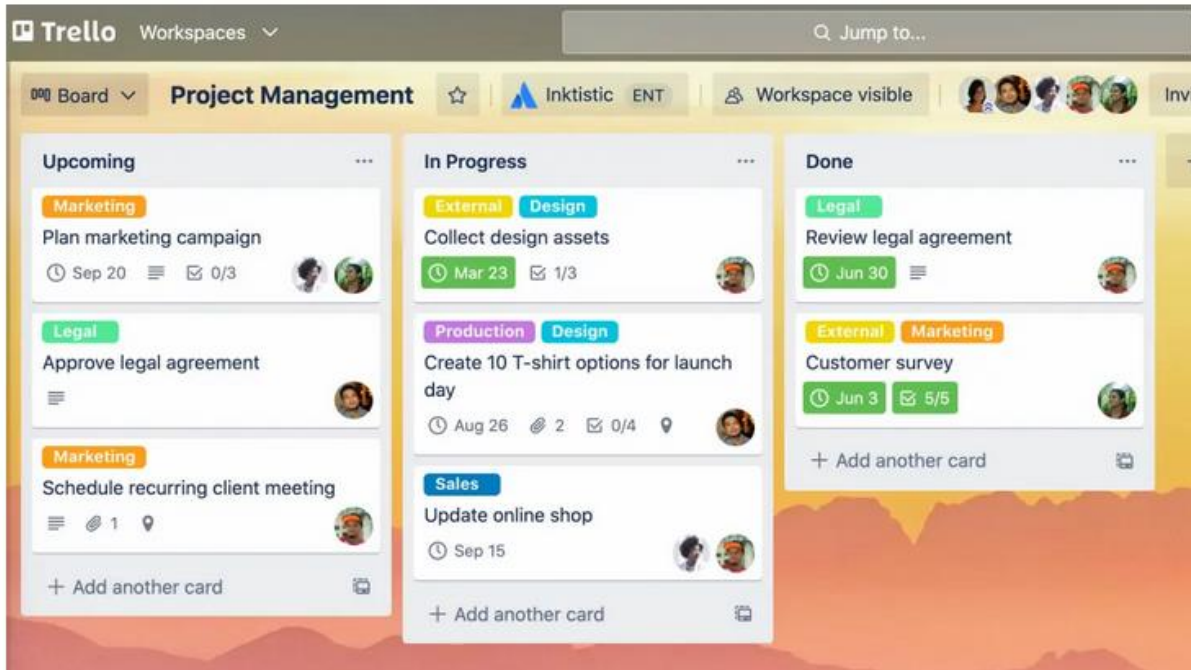 Trello Workspaces Jump to...
Board Project Management Inktistic ENT Workspace visible Inv
Upcoming
Marketing
Plan marketing campaign
Sep 20 0/3
Legal
Approve legal agreement
Marketing
Schedule recurring client meeting
1
+ Add another card
In Progress
External Design
Collect design assets
Mar 23 1/3
Production Design
Create 10 T-shirt options for launch
day
Aug 26 2 0/4
Sales
Update online shop
Sep 15
+ Add another card
Done
Legal
Review legal agreement
Jun 30
External Marketing
Customer survey
Jun 3 5/5
+ Add another card